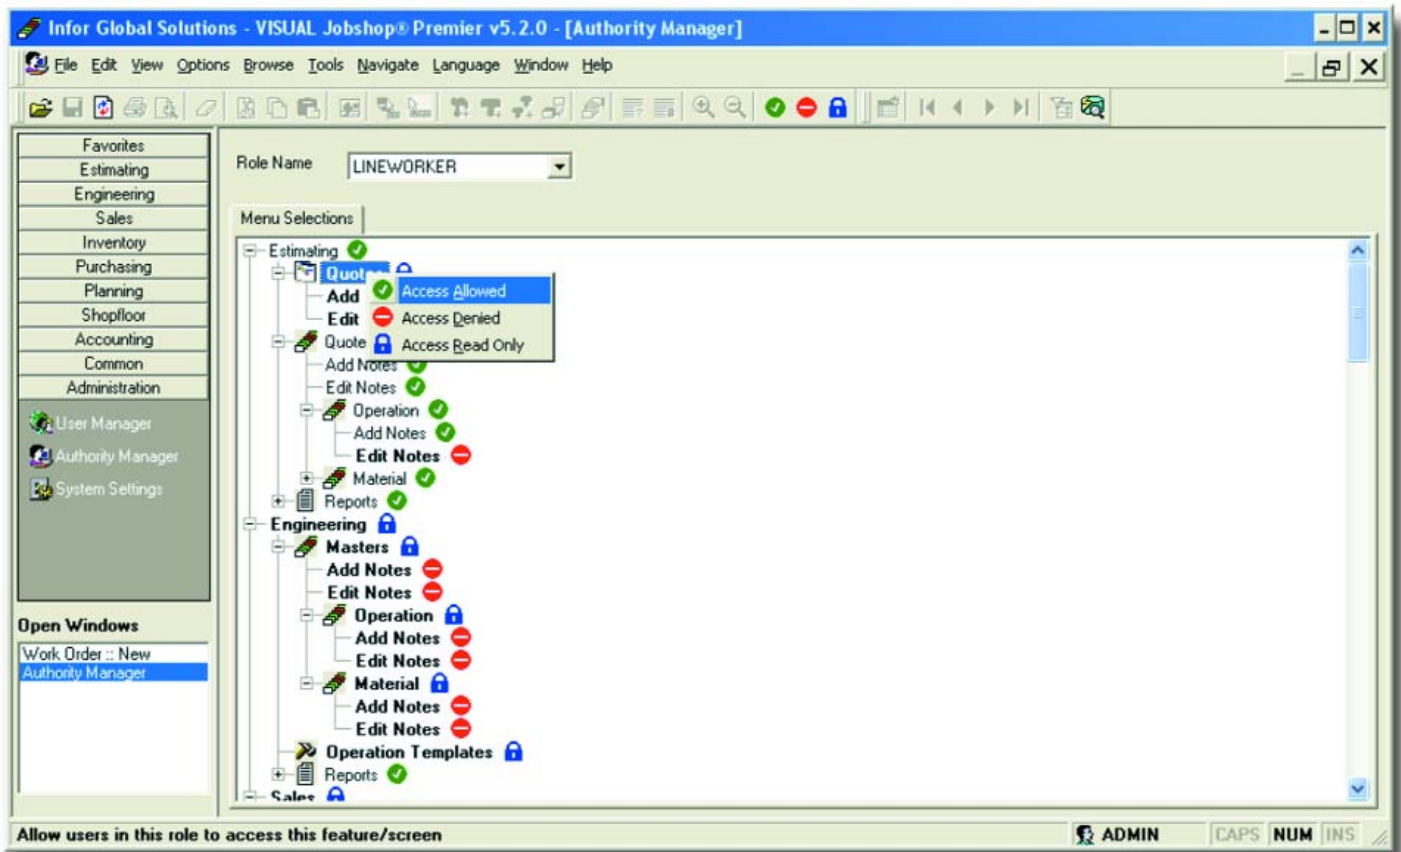 Infor Global Solutions - VISUAL Jobshop® Premier v5.2.0 - [Authority Manager]
File Edit View Options Browse Tools Navigate Language Window Help
Favorites
Estimating
Engineering
Sales
Inventory
Purchasing
Planning
Shopfloor
Accounting
Common
Administration
User Manager
Authority Manager
System Settings
Open Windows
Work Order :: New
Authority Manager
Role Name LINEWORKER
Menu Selections
Estimating
Quotes
Add
Edit
Access Allowed
Access Denied
Access Read Only
Quote
Add Notes
Edit Notes
Operation
Add Notes
Edit Notes
Material
Reports
Engineering
Masters
Add Notes
Edit Notes
Operation
Add Notes
Edit Notes
Material
Add Notes
Edit Notes
Operation Templates
Reports
Sales
Allow users in this role to access this feature/screen ADMIN CAPS NUM INS